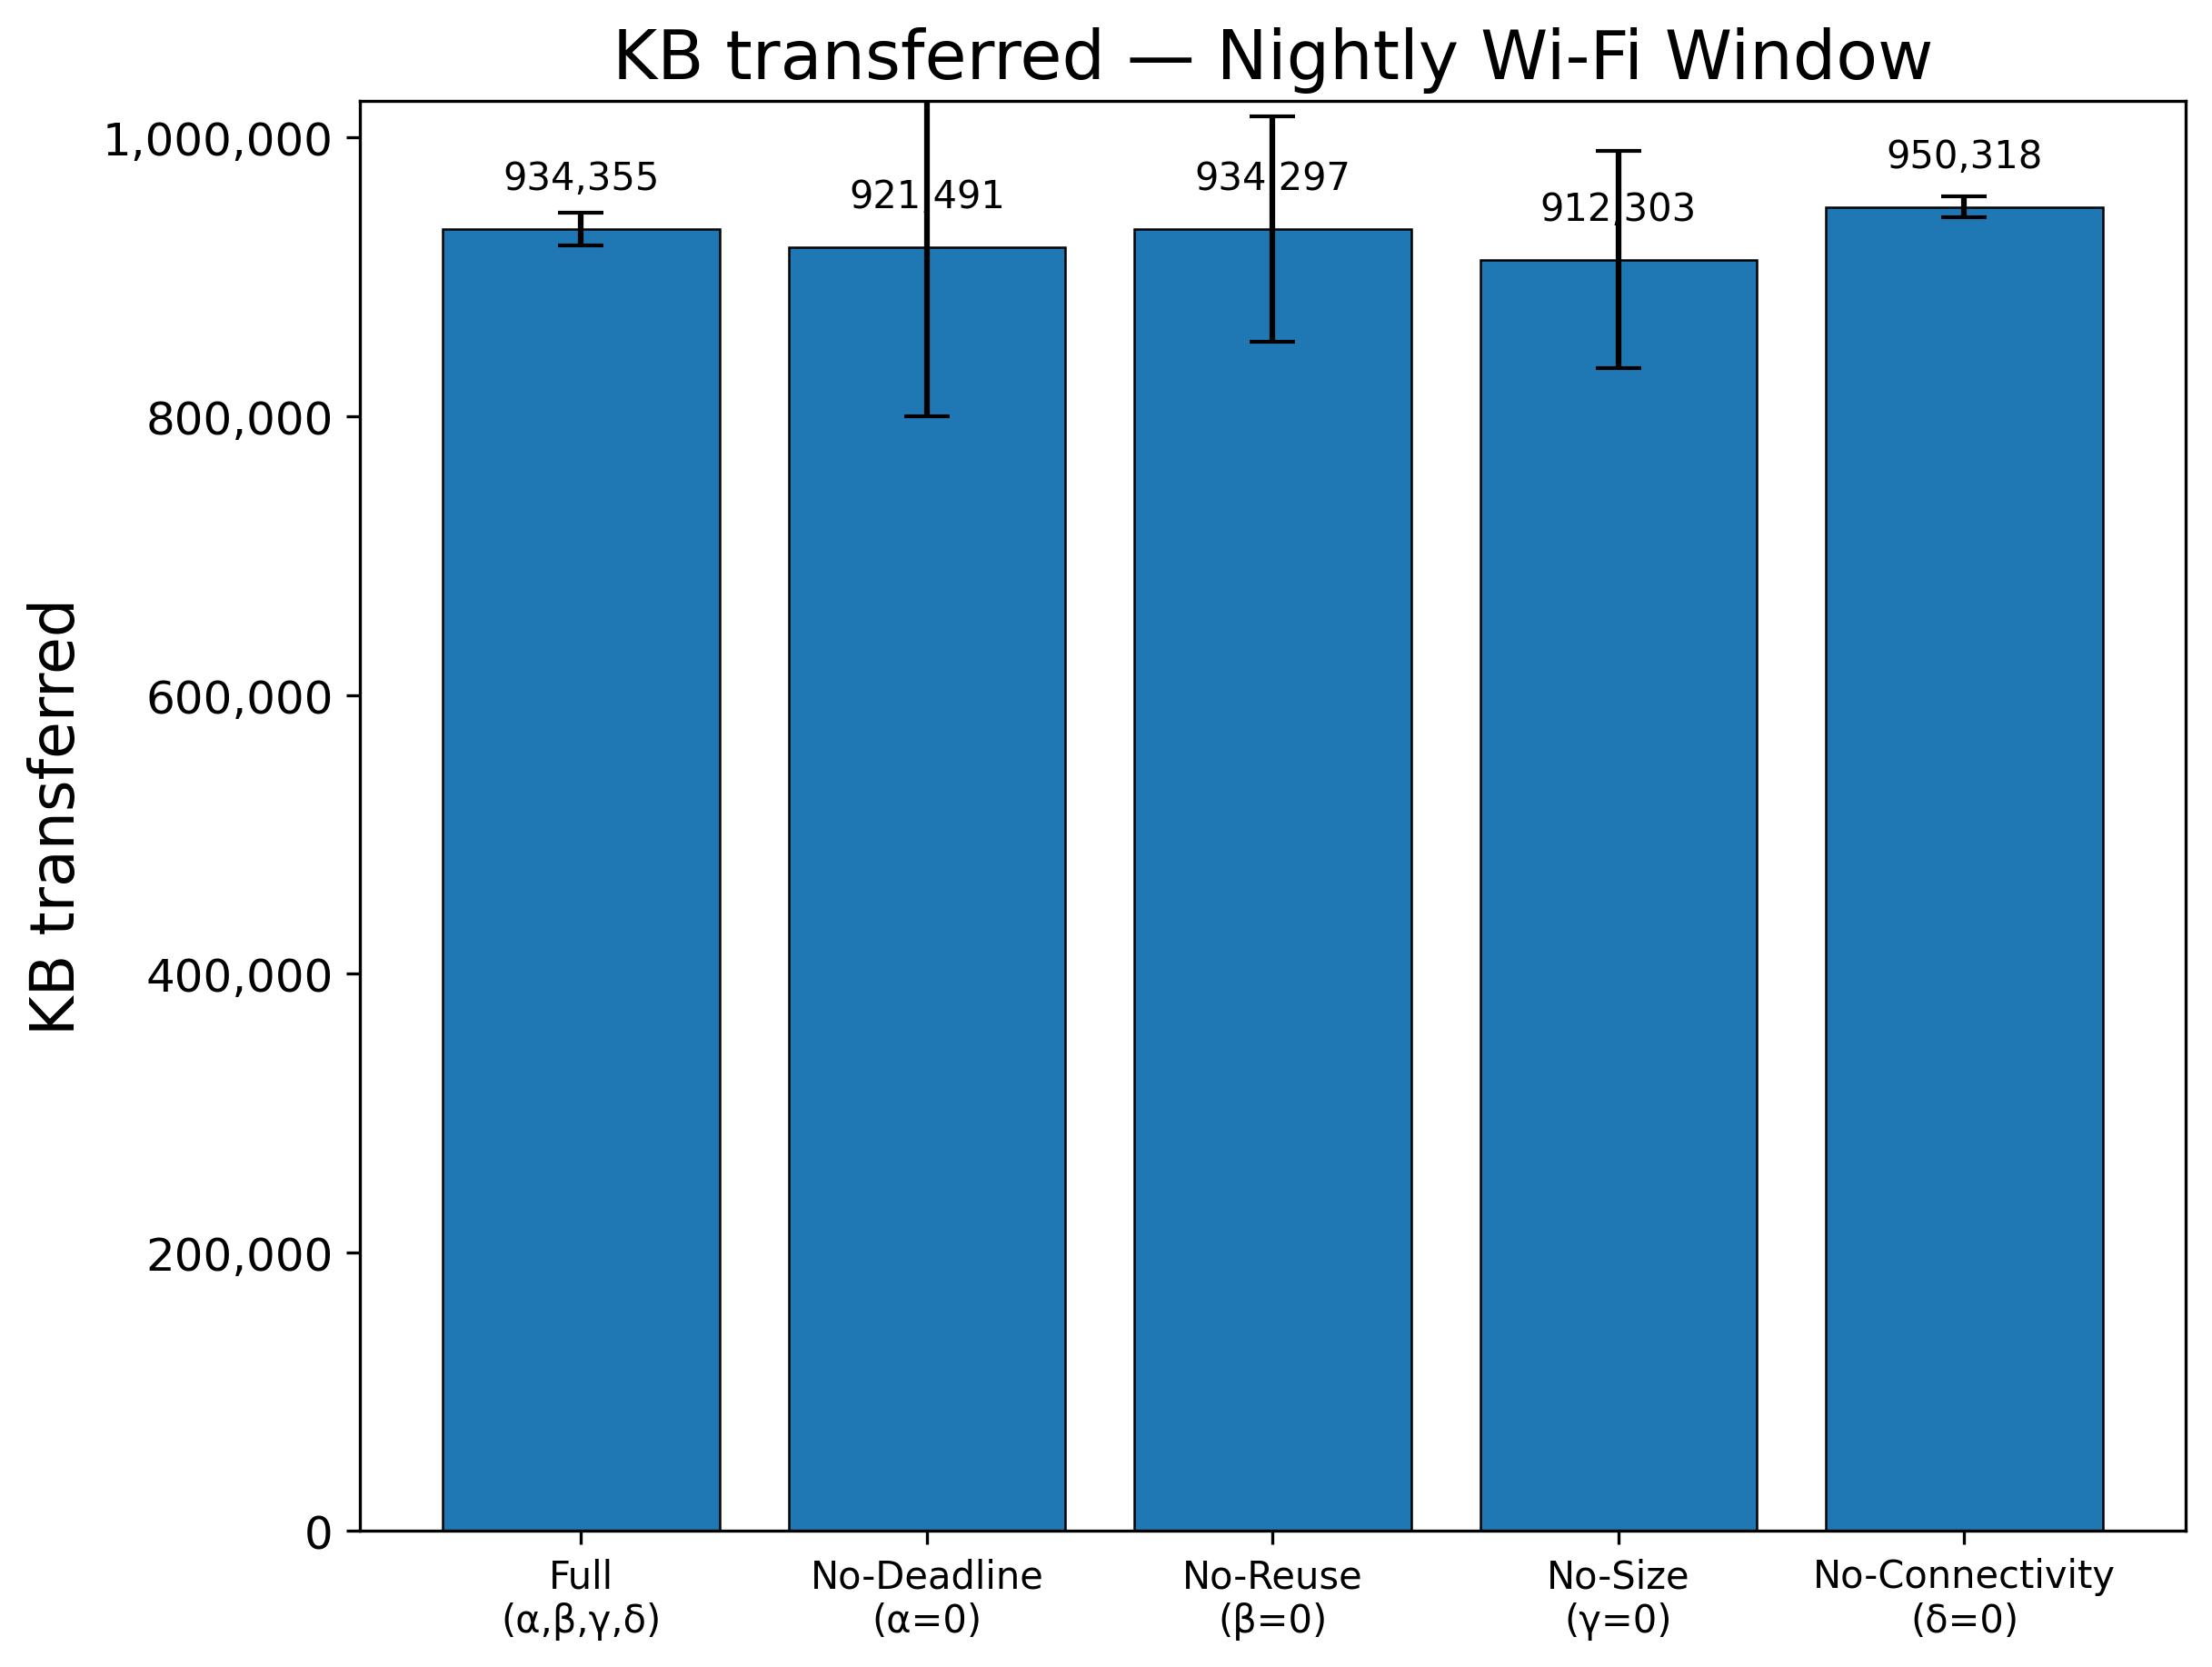 KB transferred — Nightly Wi-Fi Window
KB transferred
1,000,000
800,000
600,000
400,000
200,000
0
934,355
921,491
934,297
912,303
950,318
Full
(α,β,γ,δ)
No-Deadline
(α=0)
No-Reuse
(β=0)
No-Size
(γ=0)
No-Connectivity
(δ=0)